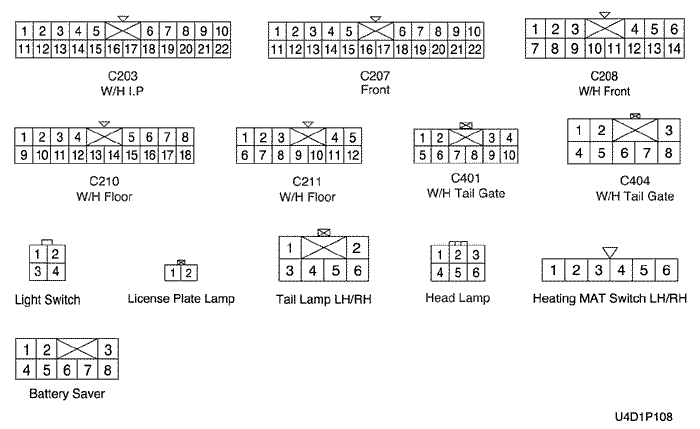 1 2 3 4 5 6 7 8 9 10
11 12 13 14 15 16 17 18 19 20 21 22
C203
W/H I.P
1 2 3 4 5 6 7 8 9 10
11 12 13 14 15 16 17 18 19 20 21 22
C207
Front
1 2 3 4 5 6
7 8 9 10 11 12 13 14
C208
W/H Front
1 2 3 4 5 6 7 8
9 10 11 12 13 14 15 16 17 18
C210
W/H Floor
1 2 3 4 5
6 7 8 9 10 11 12
C211
W/H Floor
1 2 3 4
5 6 7 8 9 10
C401
W/H Tail Gate
1 2 3
4 5 6 7 8
C404
W/H Tail Gate
1 2
3 4
Light Switch
1 2
License Plate Lamp
1 2
3 4 5 6
Tail Lamp LH/RH
1 2 3
4 5 6
Head Lamp
1 2 3 4 5 6
Heating MAT Switch LH/RH
1 2 3
4 5 6 7 8
Battery Saver
U4D1P108